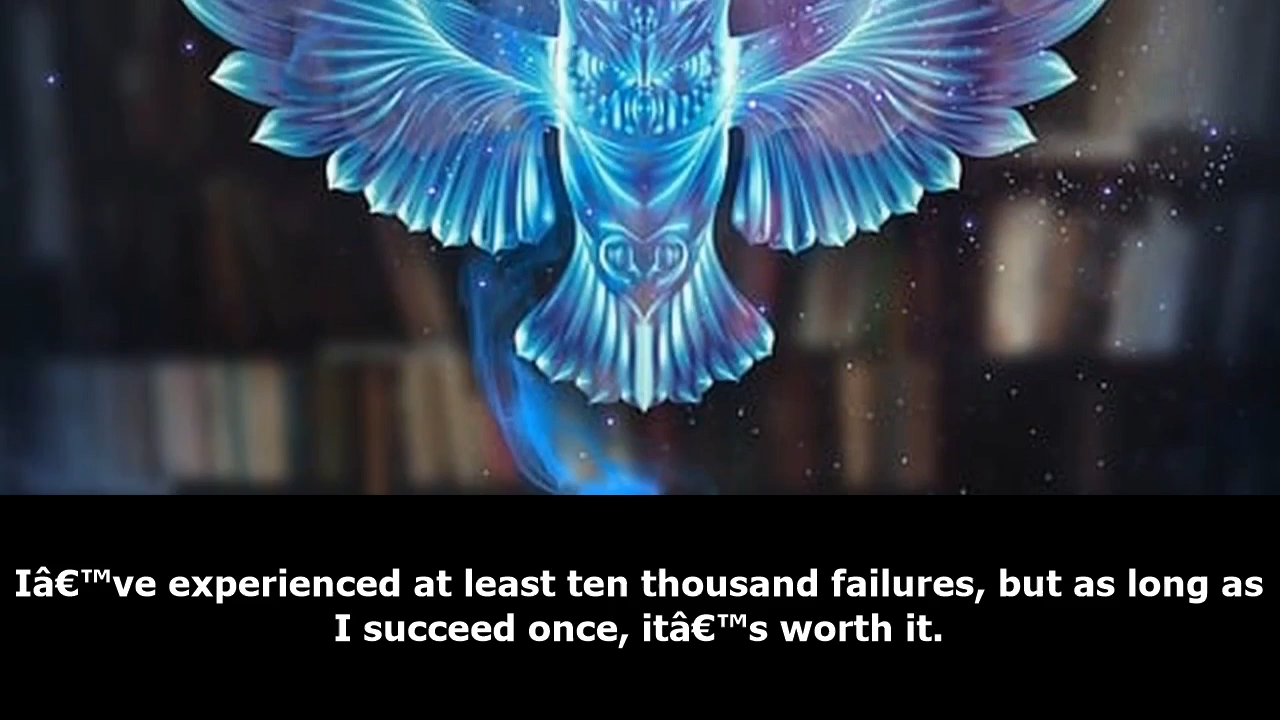 Iâ€™ve experienced at least ten thousand failures, but as long as
I succeed once, itâ€™s worth it.